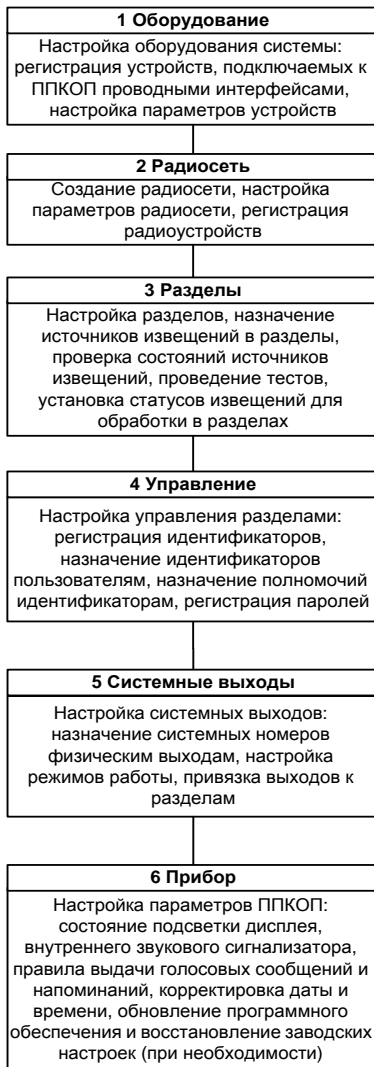 1 Оборудование
Настройка оборудования системы:
регистрация устройств, подключаемых к
ППКОП проводными интерфейсами,
настройка параметров устройств
2 Радиосеть
Создание радиосети, настройка
параметров радиосети, регистрация
радиоустройств
3 Разделы
Настройка разделов, назначение
источников извещений в разделы,
проверка состояний источников
извещений, проведение тестов,
установка статусов извещений для
обработки в разделах
4 Управление
Настройка управления разделами:
регистрация идентификаторов,
назначение идентификаторов
пользователям, назначение полномочий
идентификаторам, регистрация паролей
5 Системные выходы
Настройка системных выходов:
назначение системных номеров
физическим выходам, настройка
режимов работы, привязка выходов к
разделам
6 Прибор
Настройка параметров ППКОП:
состояние подсветки дисплея,
внутреннего звукового сигнализатора,
правила выдачи голосовых сообщений и
напоминаний, корректировка даты и
времени, обновление программного
обеспечения и восстановление заводских
настроек (при необходимости)